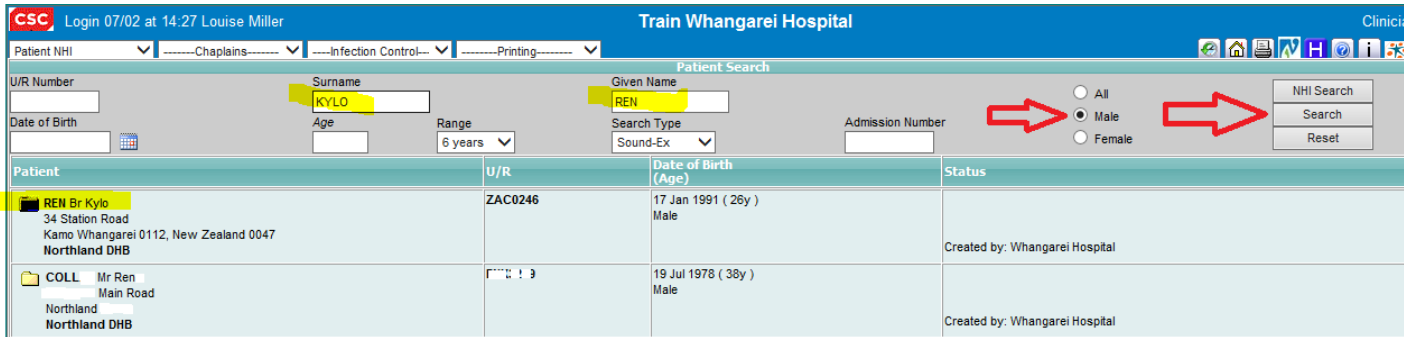 CSC Login 07/02 at 14:27 Louise Miller Train Whangarei Hospital
Patient NHI --------Chaplains-------- ----Infection Control--- ---------Printing--------
Patient Search
U/R Number Surname Given Name
KYLO REN
All
Male
Female
NHI Search
Search
Reset
Date of Birth Age Range Search Type Admission Number
6 years Sound-Ex
Patient U/R Date of Birth (Age) Status
REN Br Kylo ZAC0246 17 Jan 1991 ( 26y )
34 Station Road Male
Kamo Whangarei 0112, New Zealand 0047
Northland DHB Created by: Whangarei Hospital
COLL Mr Ren 19 Jul 1978 ( 38y )
Main Road Male
Northland
Northland DHB Created by: Whangarei Hospital